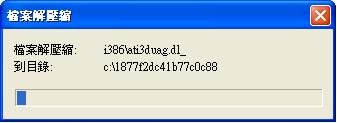 檔案解壓縮
檔案解壓縮: i386\ati3duag.dl_
到目錄: c:\1877f2dc41b77c0c88